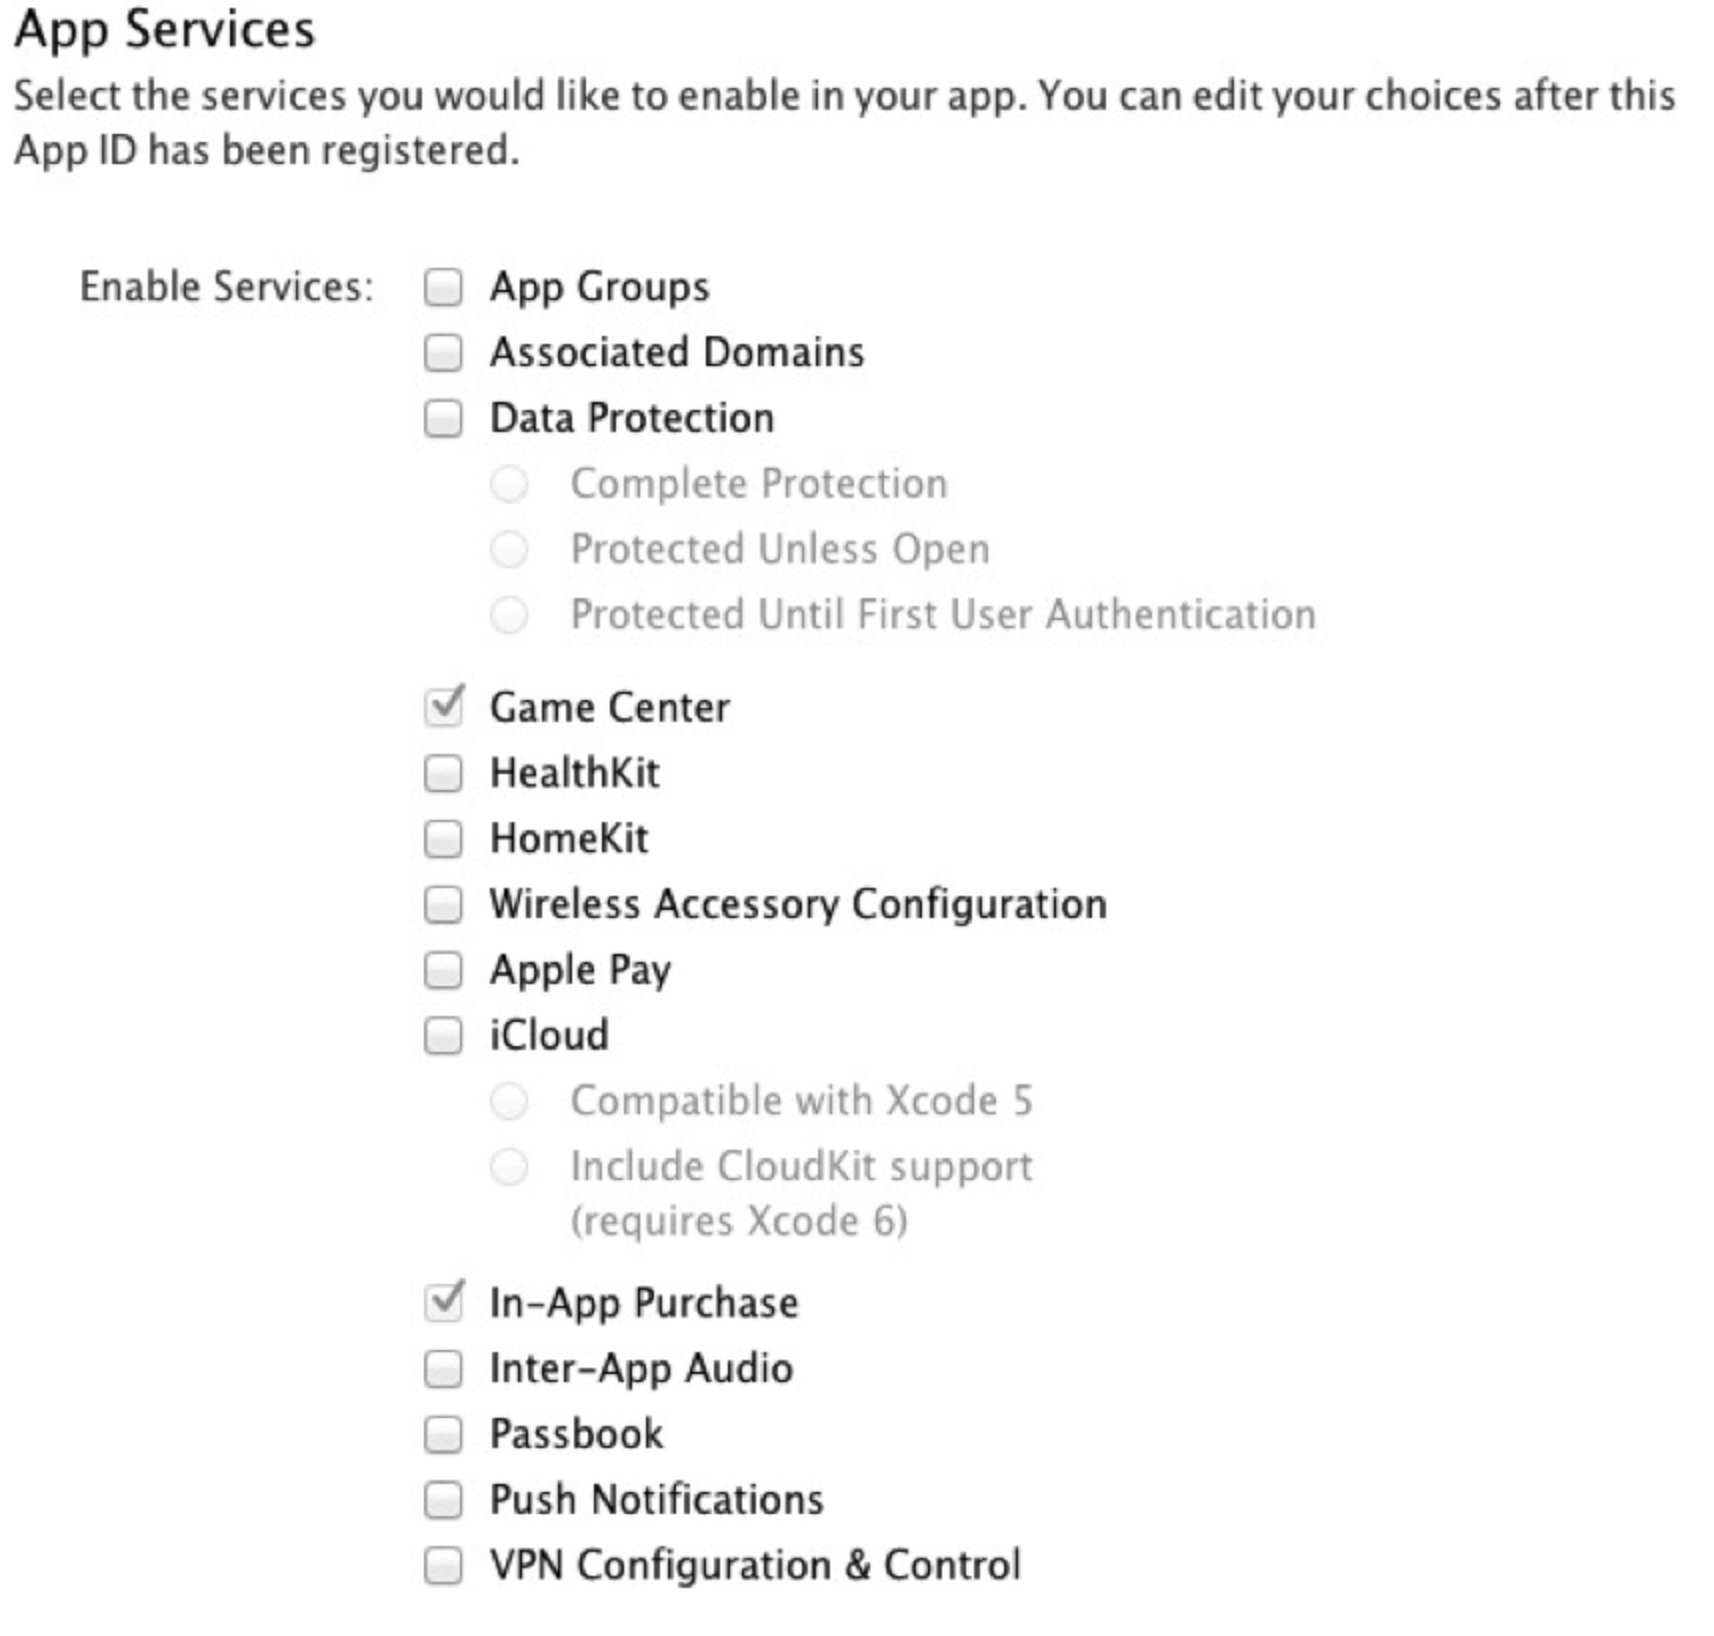 App Services
Select the services you would like to enable in your app. You can edit your choices after this
App ID has been registered.
Enable Services:
App Groups
Associated Domains
Data Protection
Complete Protection
Protected Unless Open
Protected Until First User Authentication
Game Center
HealthKit
HomeKit
Wireless Accessory Configuration
Apple Pay
iCloud
Compatible with Xcode 5
Include CloudKit support
(requires Xcode 6)
In-App Purchase
Inter-App Audio
Passbook
Push Notifications
VPN Configuration & Control